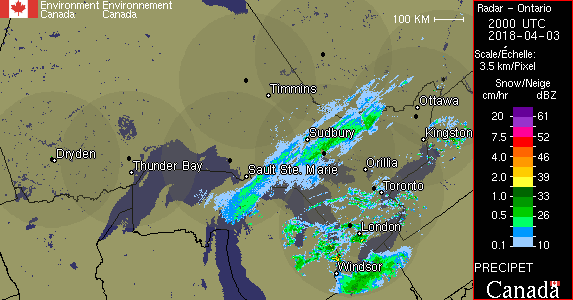 Environment Environnement
Canada Canada
100 KM
Timmins
Ottawa
Sudbury
Kingston
Dryden
Thunder Bay
Sault Ste. Marie
Orillia
Toronto
London
Windsor
Radar - Ontario
2000 UTC
2018-04-03
Scale/Échelle:
3.5 km/Pixel
Snow/Neige
cm/hr dBZ
20 61
7.5 52
4.0 46
2.0 39
1.0 33
0.5 26
0.1 10
PRECIPET
Canada